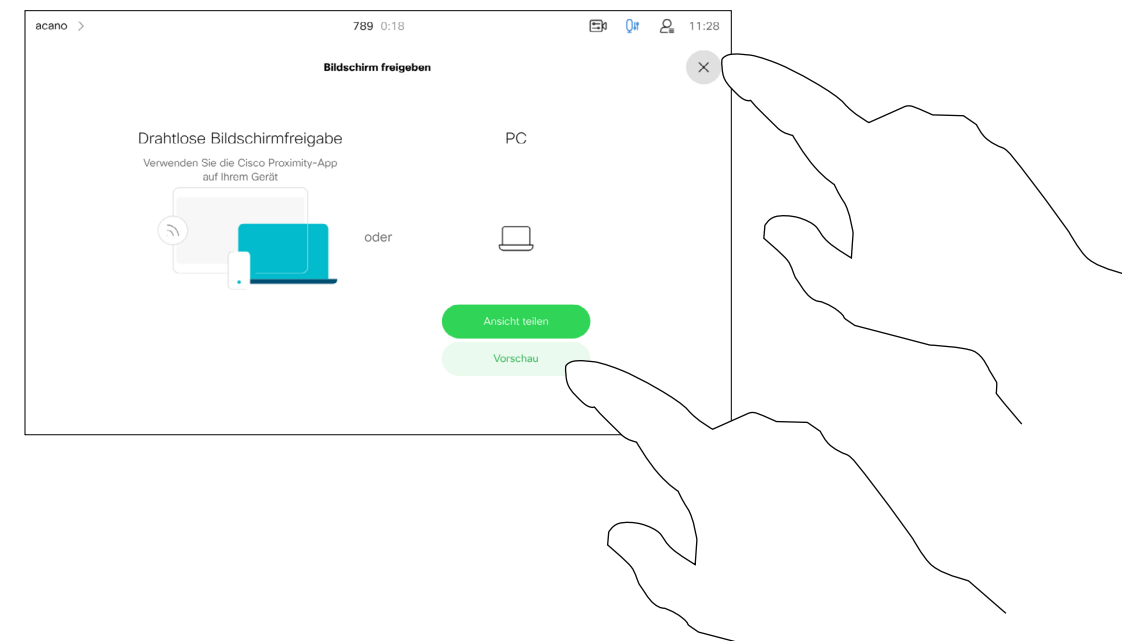 acano > 789 0:18 11:28
Bildschirm freigeben
Drahtlose Bildschirmfreigabe
Verwenden Sie die Cisco Proximity-App
auf Ihrem Gerät
oder
PC
Ansicht teilen
Vorschau